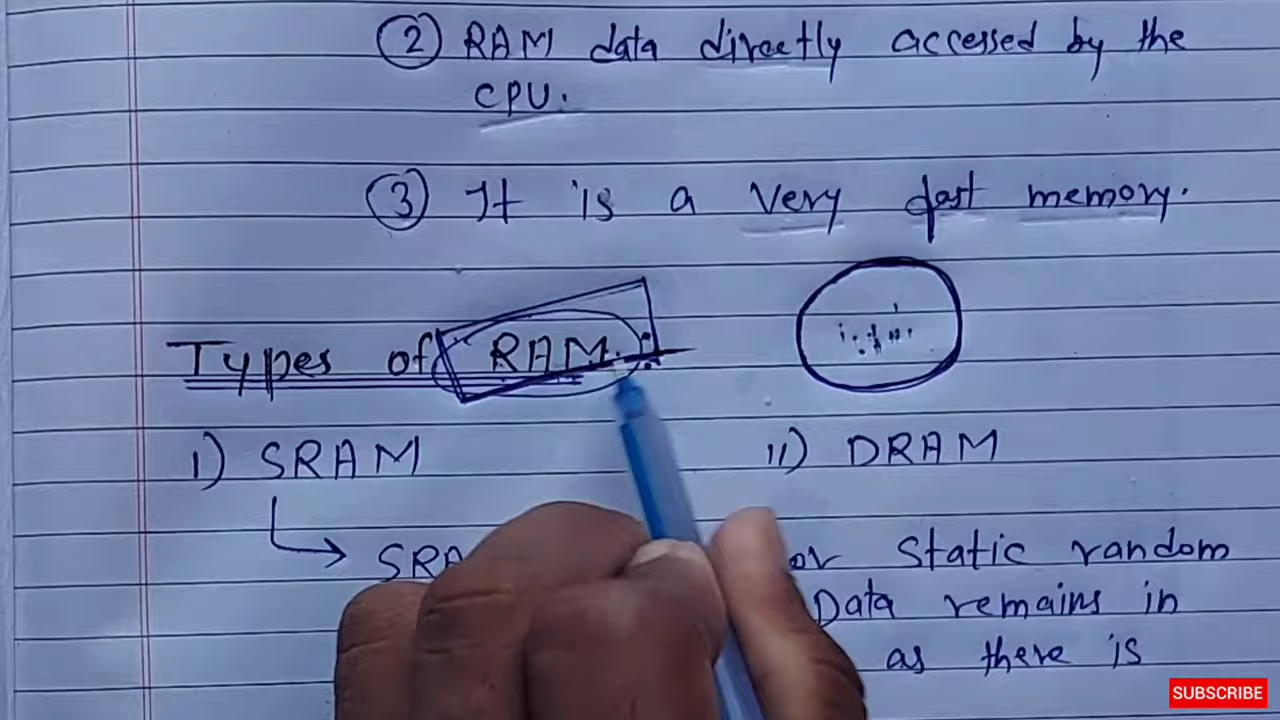 ② RAM data directly accessed by the
CPU.
③ It is a very fast memory.
Types of RAM :
i) SRAM
ii) DRAM
or static random
Data remains in
as there is
SUBSCRIBE